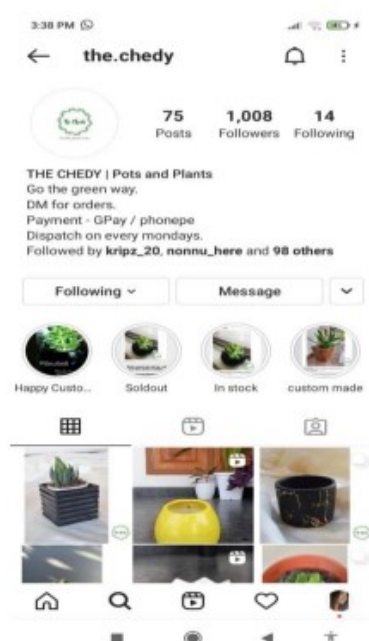 3:38 PM
the.chedy
75 1,008 14
Posts Followers Following
THE CHEDY | Pots and Plants
Go the green way.
DM for orders.
Payment - GPay / phonepe
Dispatch on every mondays.
Followed by kripz_20, nonnu_here and 98 others
Following Message
Happy Custo... Soldout In stock custom made